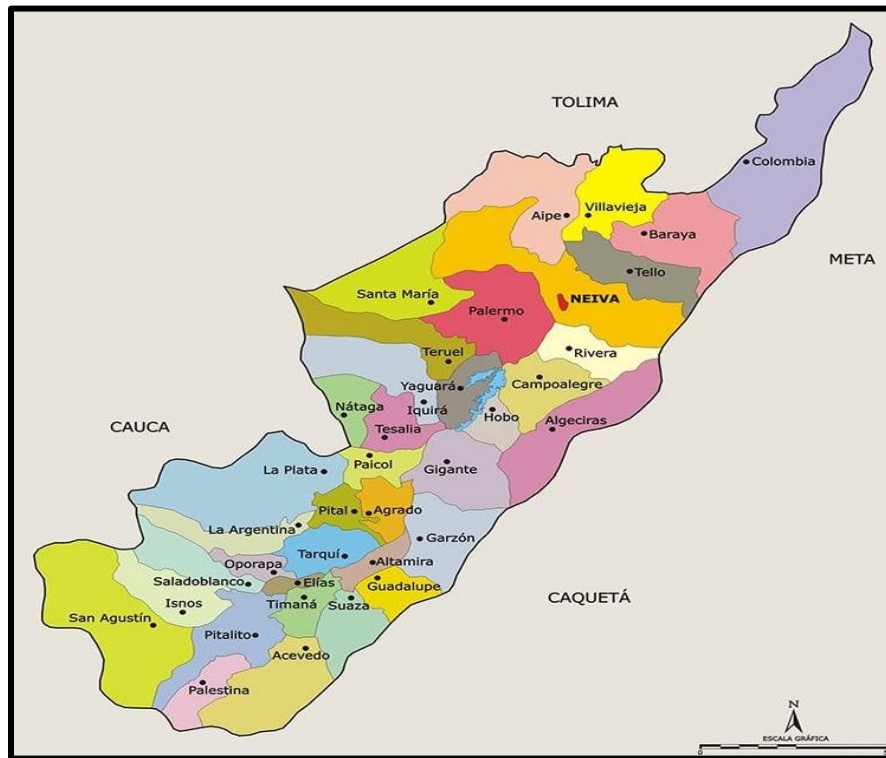 TOLIMA
Colombia
Aipe
Villavieja
Baraya
META
Tello
Santa María
NEIVA
Palermo
Rivera
Teruel
Campoalegre
Yaguará
Nátaga
Iquirá
Hobo
Algeciras
CAUCA
Tesalia
Paicol
La Plata
Gigante
Pital
Agrado
La Argentina
Garzón
Tarquí
Altamira
Oporapa
Saladoblanco
Elías
Guadalupe
CAQUETÁ
Isnos
Timaná
Suaza
San Agustín
Pitalito
Acevedo
Palestina
N
ESCALA GRÁFICA